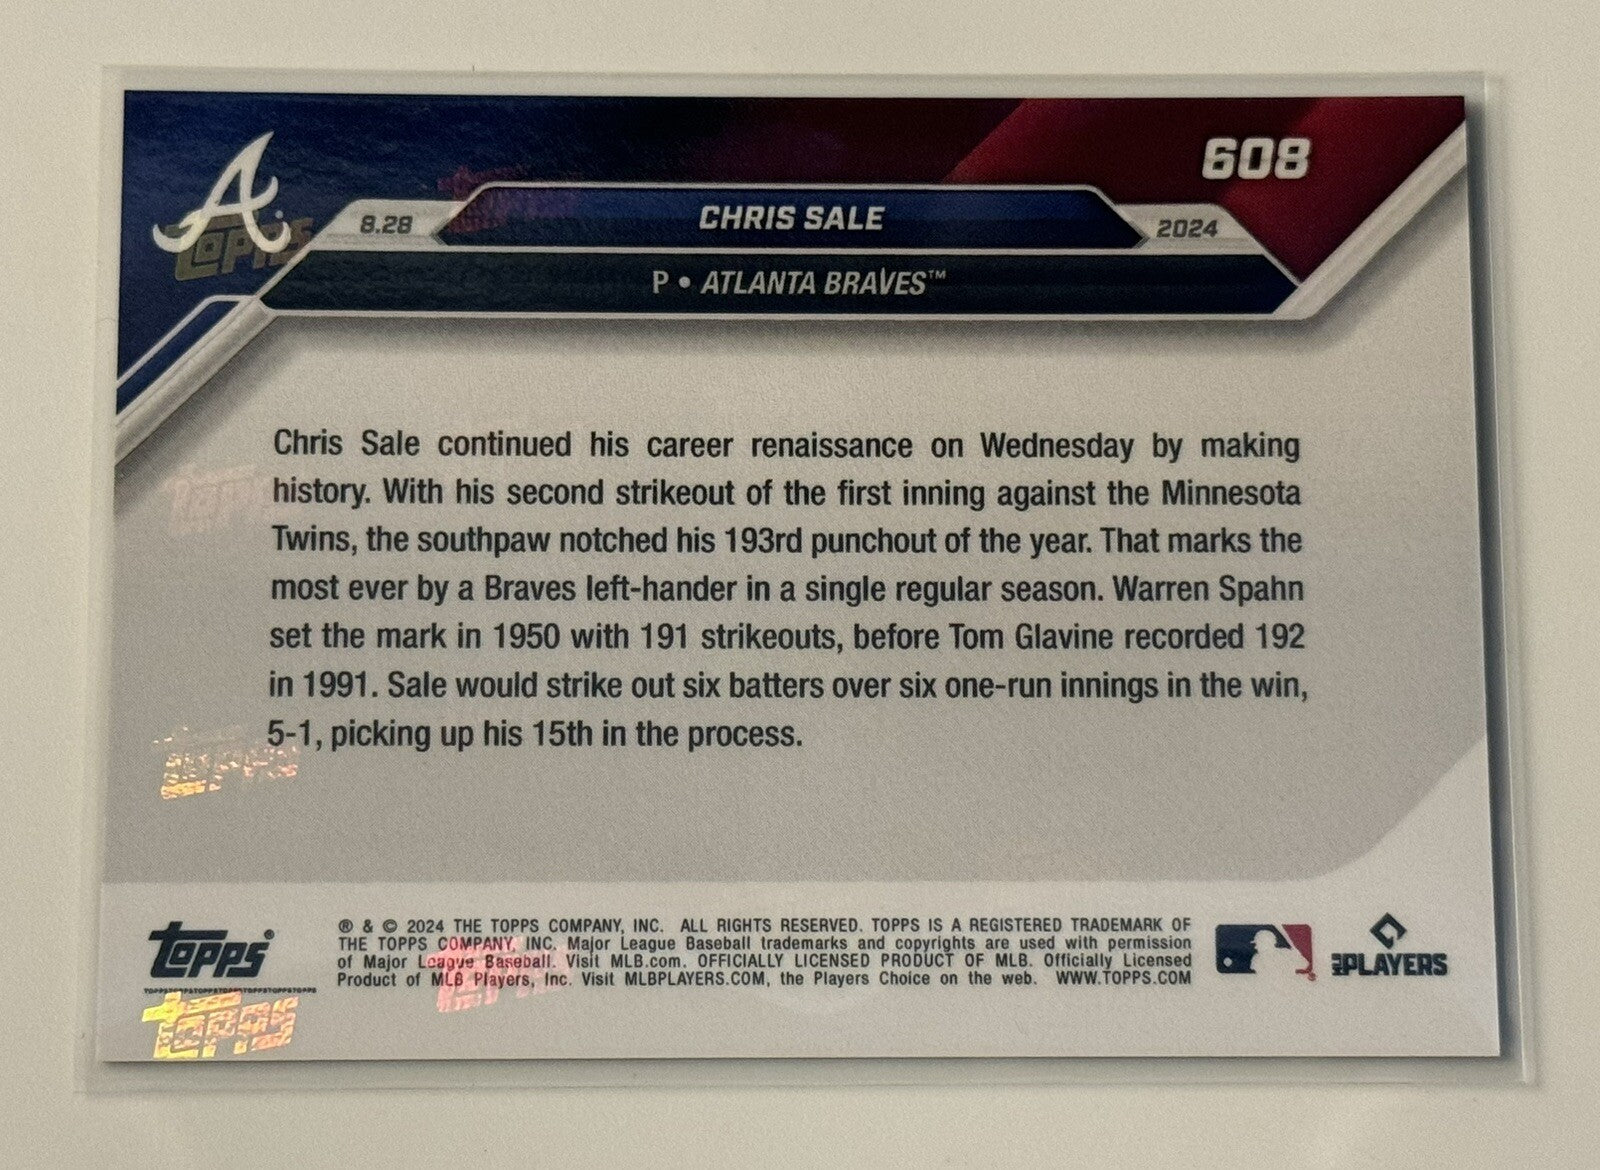 608
8.28 CHRIS SALE 2024
P • ATLANTA BRAVES™
Chris Sale continued his career renaissance on Wednesday by making
history. With his second strikeout of the first inning against the Minnesota
Twins, the southpaw notched his 193rd punchout of the year. That marks the
most ever by a Braves left-hander in a single regular season. Warren Spahn
set the mark in 1950 with 191 strikeouts, before Tom Glavine recorded 192
in 1991. Sale would strike out six batters over six one-run innings in the win,
5-1, picking up his 15th in the process.
TOPPS®
® & © 2024 THE TOPPS COMPANY, INC. ALL RIGHTS RESERVED. TOPPS IS A REGISTERED TRADEMARK OF
THE TOPPS COMPANY, INC. Major League Baseball trademarks and copyrights are used with permission
of Major League Baseball. Visit MLB.com. OFFICIALLY LICENSED PRODUCT OF MLB. Officially Licensed
Product of MLB Players, Inc. Visit MLBPLAYERS.COM, the Players Choice on the web. WWW.TOPPS.COM
MLBPLAYERS
TOPPS
TOPPS
TOPPS
TOPPS
TOPPS